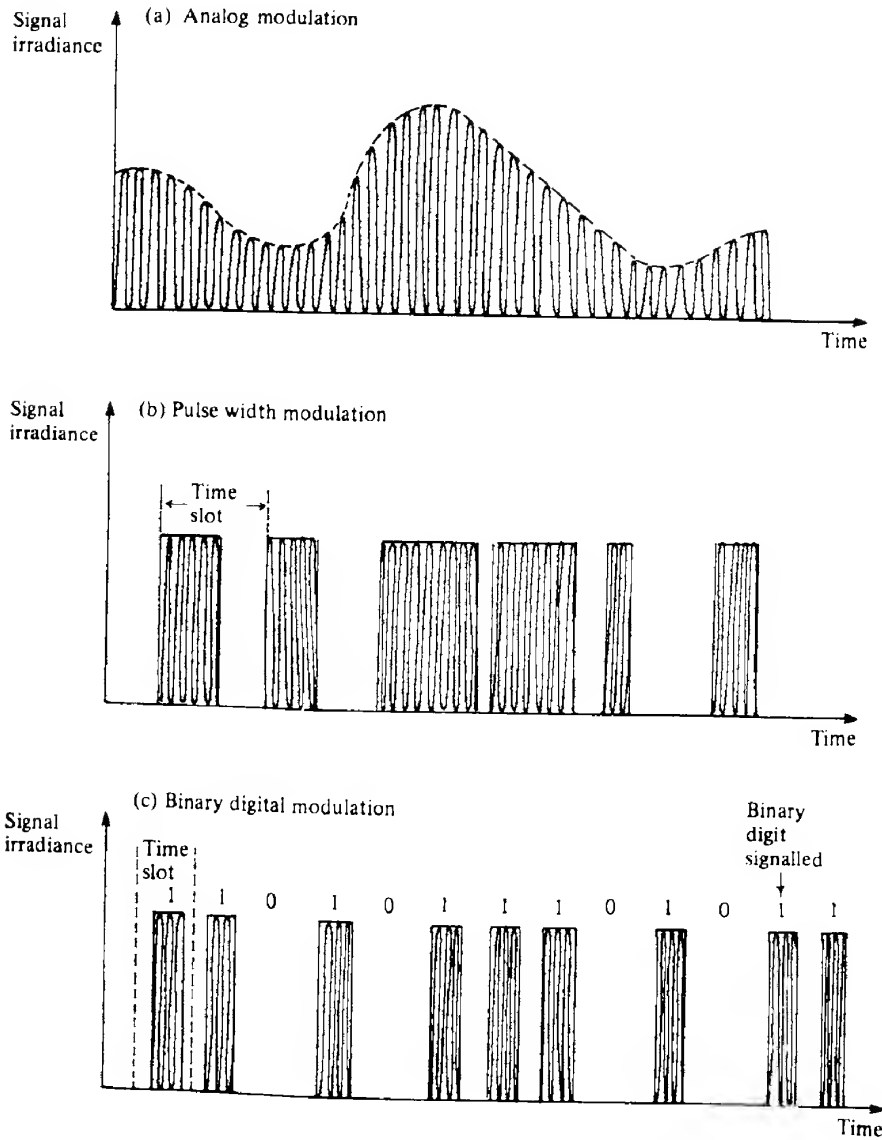 Signal
irradiance
(a) Analog modulation
Time
Signal
irradiance
(b) Pulse width modulation
Time
slot
Time
Signal
irradiance
(c) Binary digital modulation
Time
slot
Binary
digit
signalled
1 1 0 1 0 1 1 1 0 1 0 1 1
Time